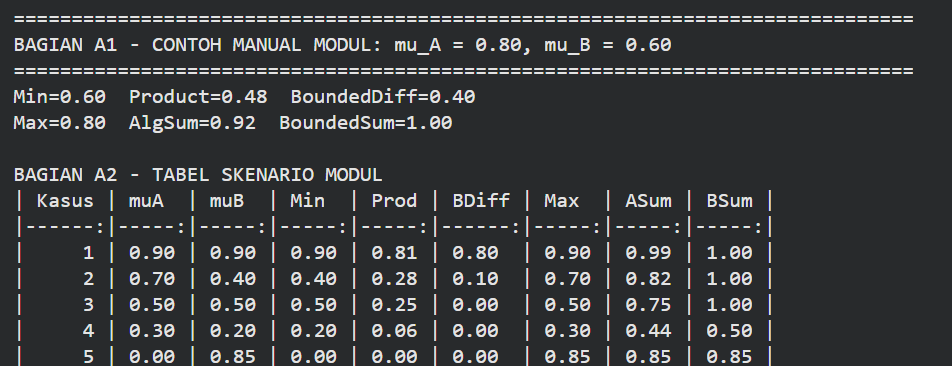 ==============================================================================
BAGIAN A1 - CONTOH MANUAL MODUL: mu_A = 0.80, mu_B = 0.60
==============================================================================
Min=0.60  Product=0.48  BoundedDiff=0.40
Max=0.80  AlgSum=0.92  BoundedSum=1.00
BAGIAN A2 - TABEL SKENARIO MODUL
| Kasus | muA  | muB  | Min  | Prod | BDiff | Max  | ASum | BSum |
|------:|-----:|-----:|-----:|-----:|------:|-----:|-----:|-----:|
|     1 | 0.90 | 0.90 | 0.90 | 0.81 | 0.80  | 0.90 | 0.99 | 1.00 |
|     2 | 0.70 | 0.40 | 0.40 | 0.28 | 0.10  | 0.70 | 0.82 | 1.00 |
|     3 | 0.50 | 0.50 | 0.50 | 0.25 | 0.00  | 0.50 | 0.75 | 1.00 |
|     4 | 0.30 | 0.20 | 0.20 | 0.06 | 0.00  | 0.30 | 0.44 | 0.50 |
|     5 | 0.00 | 0.85 | 0.00 | 0.00 | 0.00  | 0.85 | 0.85 | 0.85 |